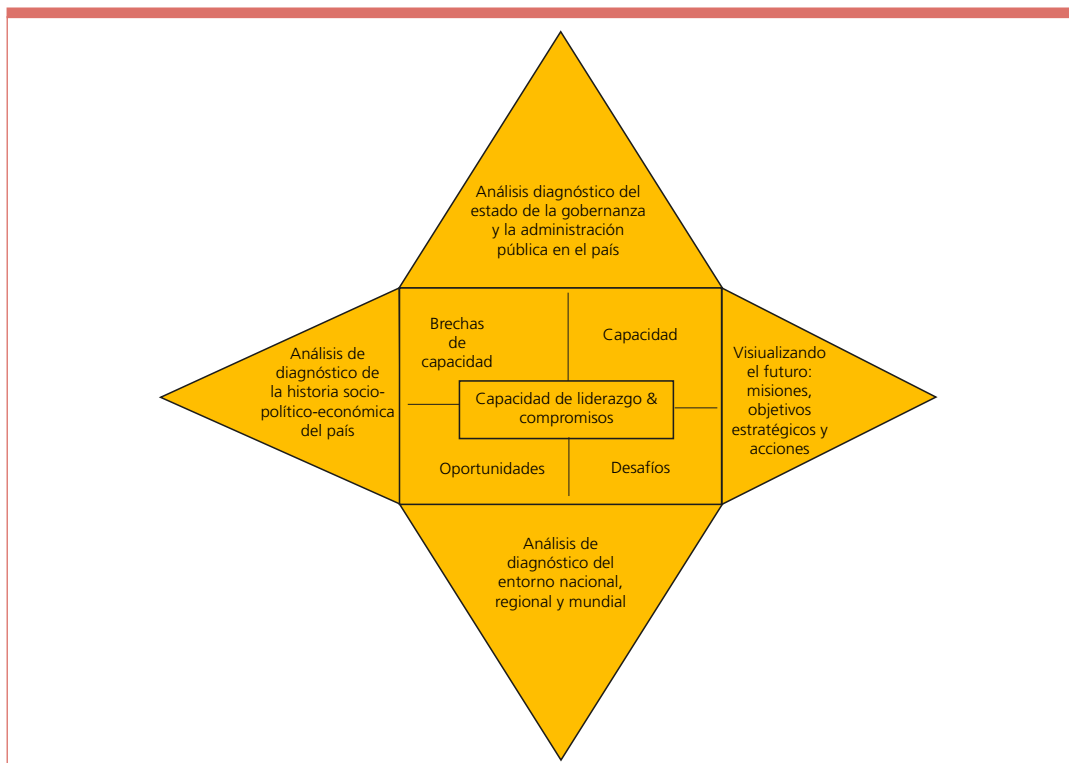 Análisis diagnóstico del
estado de la gobernanza
y la administración
pública en el país
Análisis de
diagnóstico de
la historia socio-
político-económica
del país
Brechas
de
capacidad
Capacidad
Capacidad de liderazgo &
compromisos
Oportunidades
Desafíos
Visiualizando
el futuro:
misiones,
objetivos
estratégicos y
acciones
Análisis de
diagnóstico del
entorno nacional,
regional y mundial